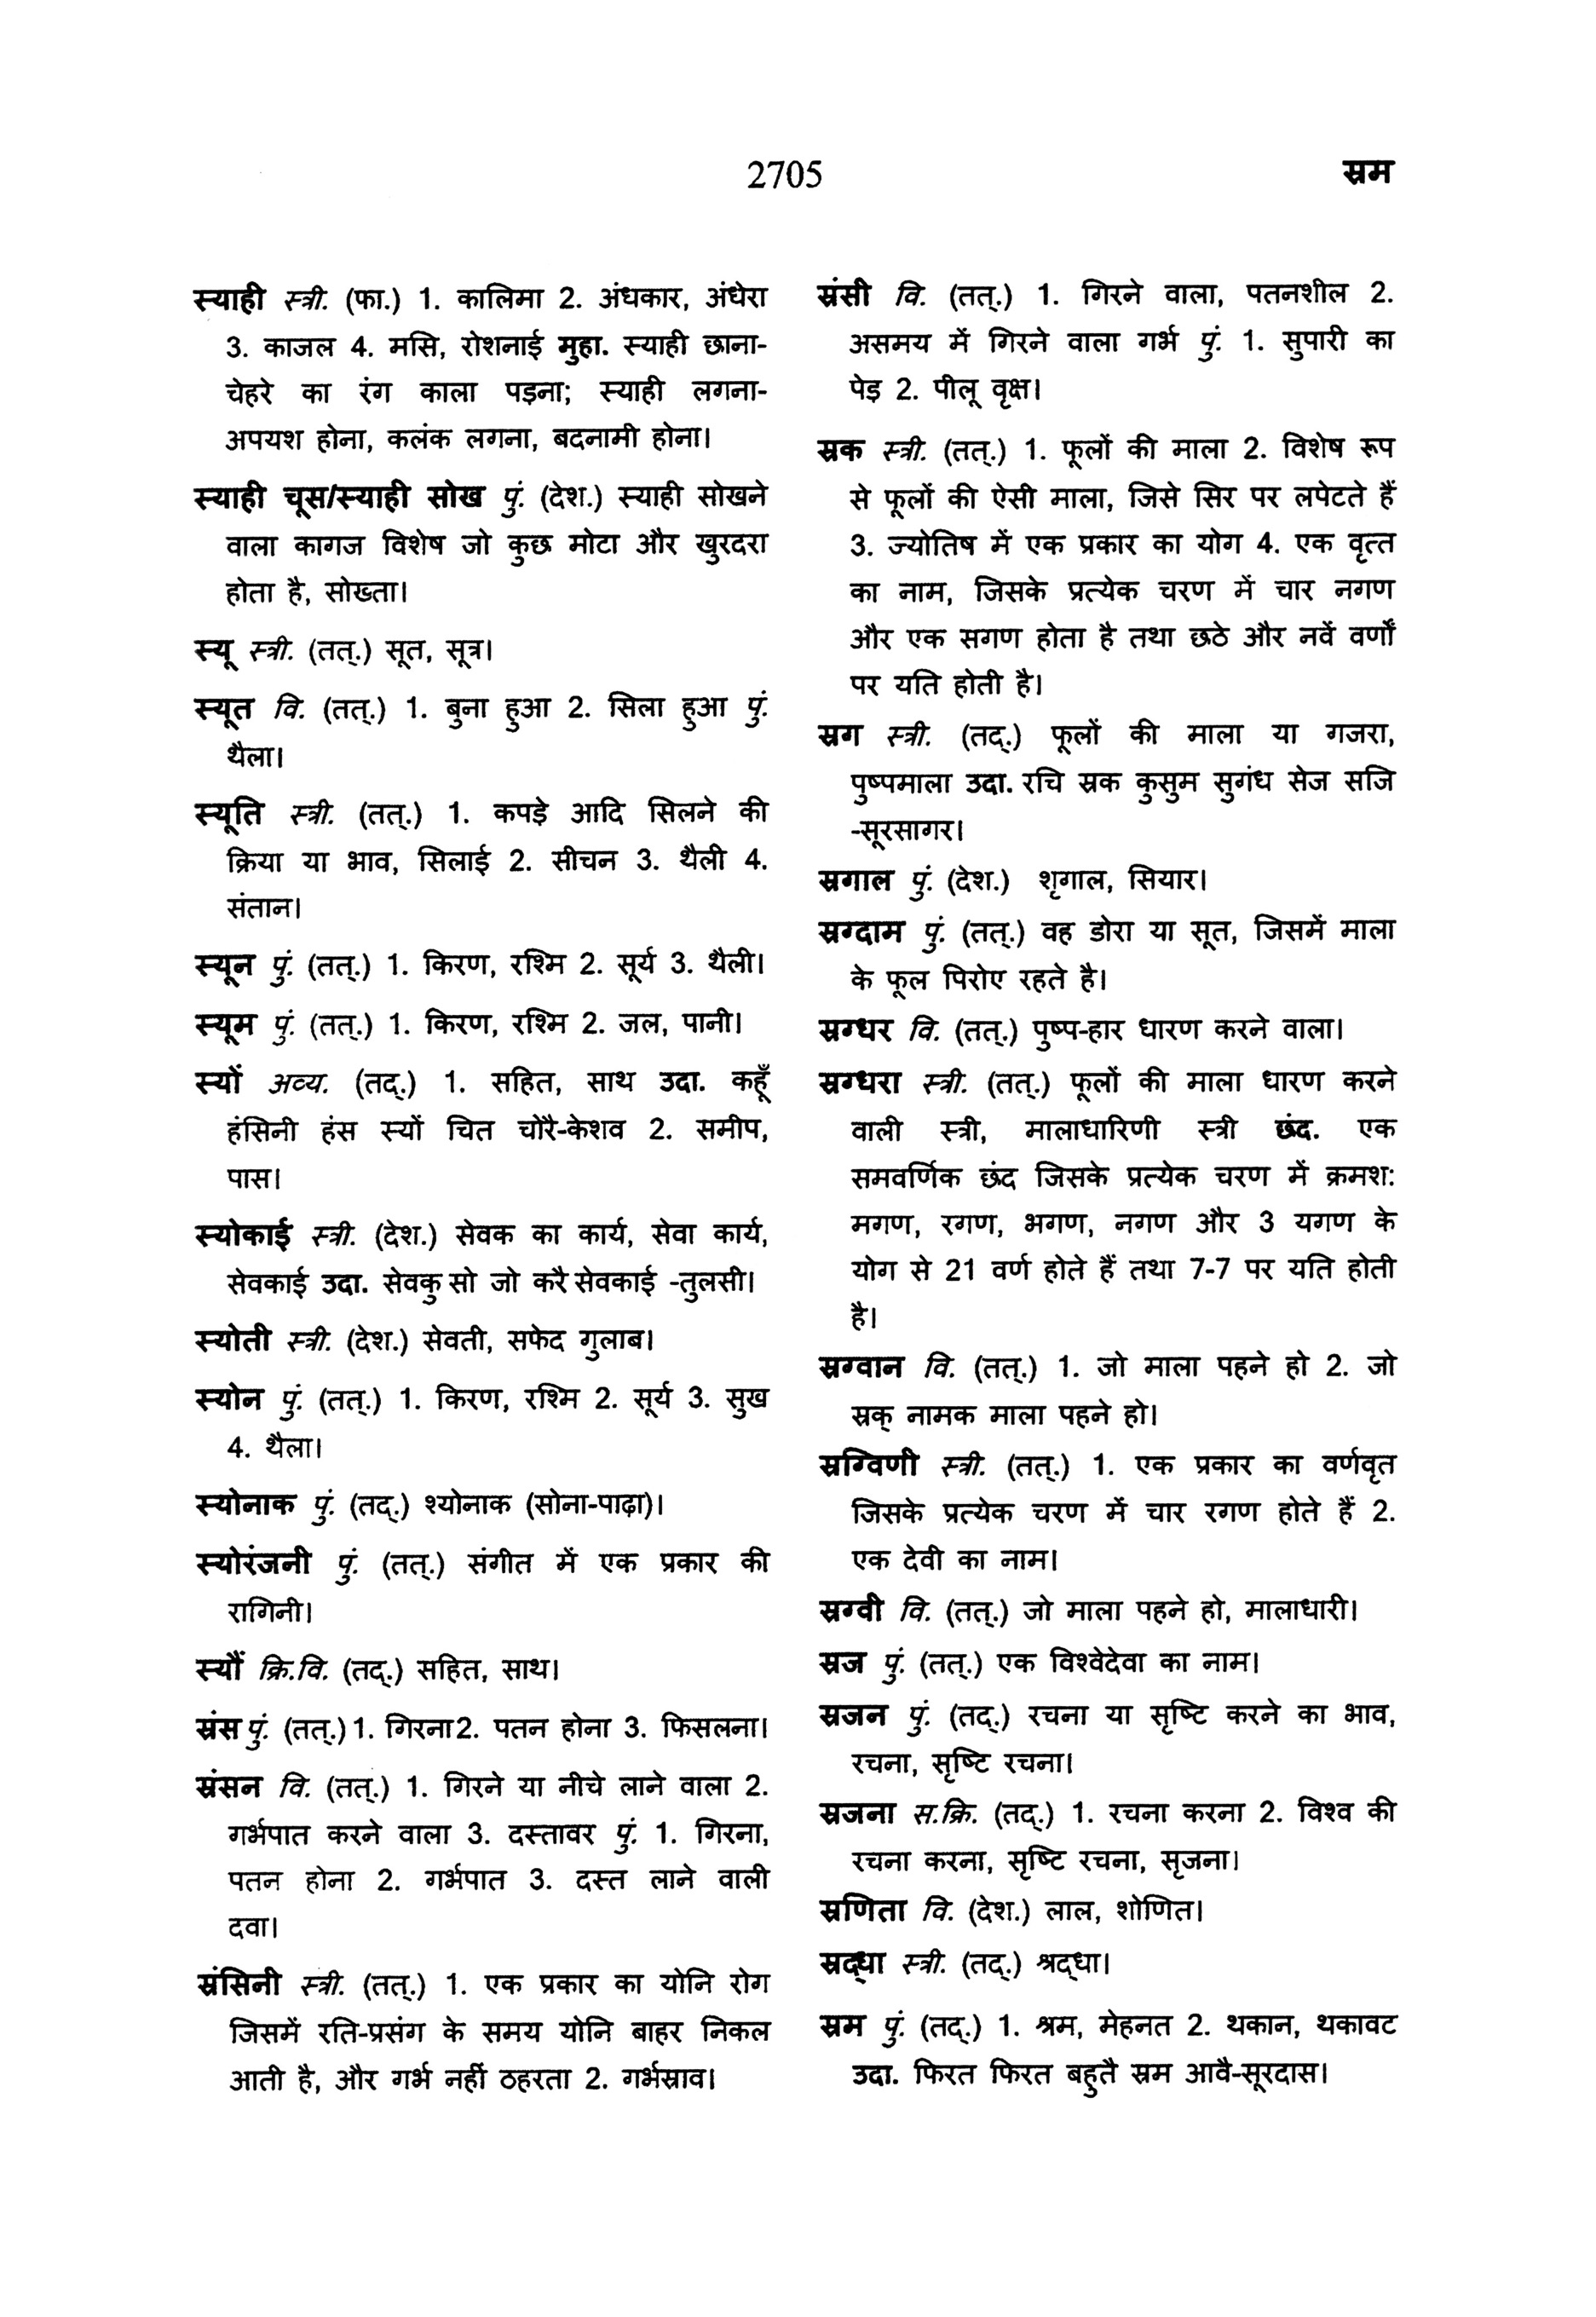 2705
स्रम
स्याही स्त्री. (फा.) 1. कालिमा 2. अंधकार, अंधेरा
3. काजल 4. मसि, रोशनाई मुहा. स्याही छाना-
चेहरे का रंग काला पड़ना; स्याही लगना-
अपयश होना, कलंक लगना, बदनामी होना।
स्याही चूस/स्याही सोख पुं. (देश.) स्याही सोखने
वाला कागज विशेष जो कुछ मोटा और खुरदरा
होता है, सोख्ता।
स्यू स्त्री. (तत्.) सूत, सूत्र।
स्यूत वि. (तत्.) 1. बुना हुआ 2. सिला हुआ पुं.
थैला।
स्यूति स्त्री. (तत्.) 1. कपड़े आदि सिलने की
क्रिया या भाव, सिलाई 2. सीचन 3. थैली 4.
संतान।
स्यून पुं. (तत्.) 1. किरण, रश्मि 2. सूर्य 3. थैली।
स्यूम पुं. (तत्.) 1. किरण, रश्मि 2. जल, पानी।
स्यों अव्य. (तद्.) 1. सहित, साथ उदा. कहूँ
हंसिनी हंस स्यों चित चोरै-केशव 2. समीप,
पास।
स्योकाई स्त्री. (देश.) सेवक का कार्य, सेवा कार्य,
सेवकाई उदा. सेवकु सो जो करै सेवकाई -तुलसी।
स्योती स्त्री. (देश.) सेवती, सफेद गुलाब।
स्योन पुं. (तत्.) 1. किरण, रश्मि 2. सूर्य 3. सुख
4. थैला।
स्योनाक पुं. (तद्.) श्योनाक (सोना-पाढ़ा)।
स्योरंजनी पुं. (तत्.) संगीत में एक प्रकार की
रागिनी।
स्यौं क्रि.वि. (तद्.) सहित, साथ।
स्रंस पुं. (तत्.) 1. गिरना 2. पतन होना 3. फिसलना।
स्रंसन वि. (तत्.) 1. गिरने या नीचे लाने वाला 2.
गर्भपात करने वाला 3. दस्तावर पुं. 1. गिरना,
पतन होना 2. गर्भपात 3. दस्त लाने वाली
दवा।
स्रंसिनी स्त्री. (तत्.) 1. एक प्रकार का योनि रोग
जिसमें रति-प्रसंग के समय योनि बाहर निकल
आती है, और गर्भ नहीं ठहरता 2. गर्भस्राव।
स्रंसी वि. (तत्.) 1. गिरने वाला, पतनशील 2.
असमय में गिरने वाला गर्भ पुं. 1. सुपारी का
पेड़ 2. पीलू वृक्ष।
स्रक स्त्री. (तत्.) 1. फूलों की माला 2. विशेष रूप
से फूलों की ऐसी माला, जिसे सिर पर लपेटते हैं
3. ज्योतिष में एक प्रकार का योग 4. एक वृत्त
का नाम, जिसके प्रत्येक चरण में चार नगण
और एक सगण होता है तथा छठे और नवें वर्णों
पर यति होती है।
स्रग स्त्री. (तद्.) फूलों की माला या गजरा,
पुष्पमाला उदा. रचि स्रक कुसुम सुगंध सेज सजि
-सूरसागर।
स्रगाल पुं. (देश.) शृगाल, सियार।
स्रग्दाम पुं. (तत्.) वह डोरा या सूत, जिसमें माला
के फूल पिरोए रहते है।
स्रग्धर वि. (तत्.) पुष्प-हार धारण करने वाला।
स्रग्धरा स्त्री. (तत्.) फूलों की माला धारण करने
वाली स्त्री, मालाधारिणी स्त्री छंद. एक
समवर्णिक छंद जिसके प्रत्येक चरण में क्रमश:
मगण, रगण, भगण, नगण और 3 यगण के
योग से 21 वर्ण होते हैं तथा 7-7 पर यति होती
है।
स्रग्वान वि. (तत्.) 1. जो माला पहने हो 2. जो
स्रक् नामक माला पहने हो।
स्रग्विणी स्त्री. (तत्.) 1. एक प्रकार का वर्णवृत
जिसके प्रत्येक चरण में चार रगण होते हैं 2.
एक देवी का नाम।
स्रग्वी वि. (तत्.) जो माला पहने हो, मालाधारी।
स्रज पुं. (तत्.) एक विश्वेदेवा का नाम।
स्रजन पुं. (तद्.) रचना या सृष्टि करने का भाव,
रचना, सृष्टि रचना।
स्रजना स.क्रि. (तद्.) 1. रचना करना 2. विश्व की
रचना करना, सृष्टि रचना, सृजना।
स्रणिता वि. (देश.) लाल, शोणित।
स्रद्धा स्त्री. (तद्.) श्रद्धा।
स्रम पुं. (तद्.) 1. श्रम, मेहनत 2. थकान, थकावट
उदा. फिरत फिरत बहुतै स्रम आवै-सूरदास।